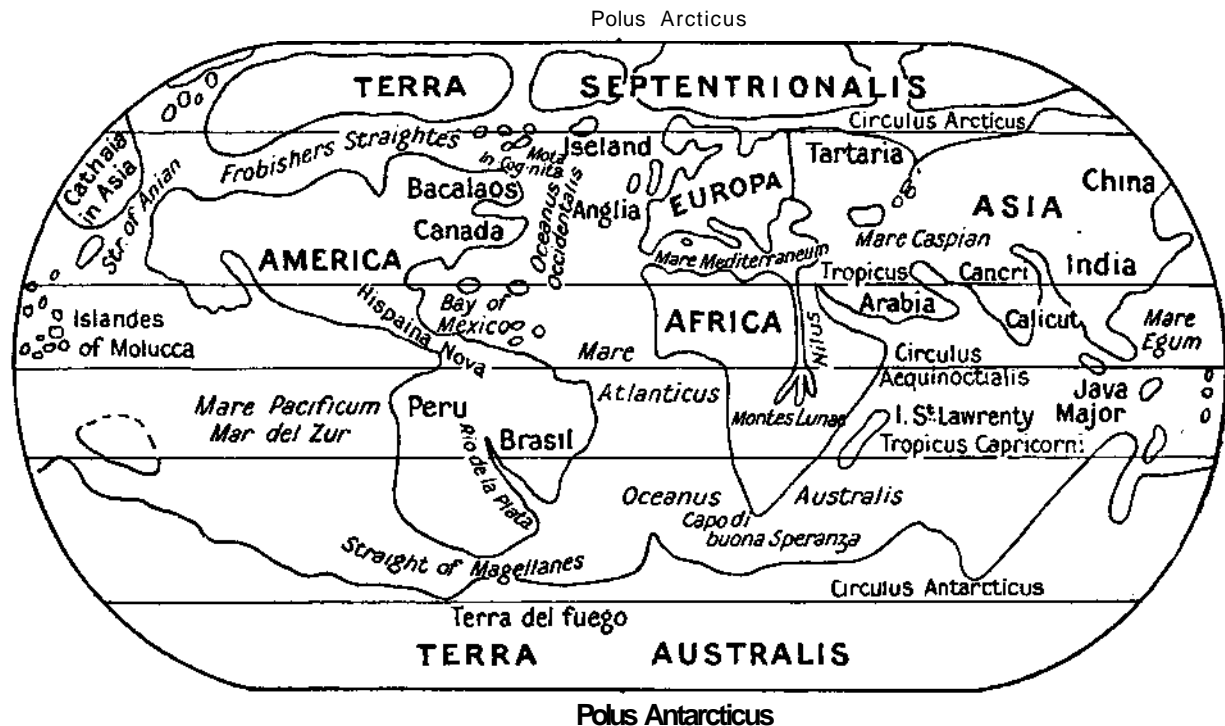 Polus Arcticus
TERRA SEPTENTRIONALIS
Circulus Arcticus
Cathaia
in Asia
Str. of Anian
Frobishers Straightes
Mota
In Cognita
Iseland
Tartaria
China
Bacalaos
Canada
Oceanus
Occidentalis
Anglia
EUROPA
ASIA
AMERICA
Mare Mediterraneum
Mare Caspian
India
Tropicus Cancri
Islandes
of Molucca
Hispaina Nova
Bay of
Mexico
AFRICA
Nilus
Arabia
Calicut
Mare
Egum
Mare
Atlanticus
Circulus
Aequinoctialis
Mare Pacificum
Mar del Zur
Peru
Brasil
Rio de la Plata
Montes Lunae
I. St. Lawrenty
Java
Major
Tropicus Capricorni
Oceanus Australis
Capo di
buona Speranza
Straight of Magellanes
Circulus Antarcticus
Terra del fuego
TERRA AUSTRALIS
Polus Antarcticus